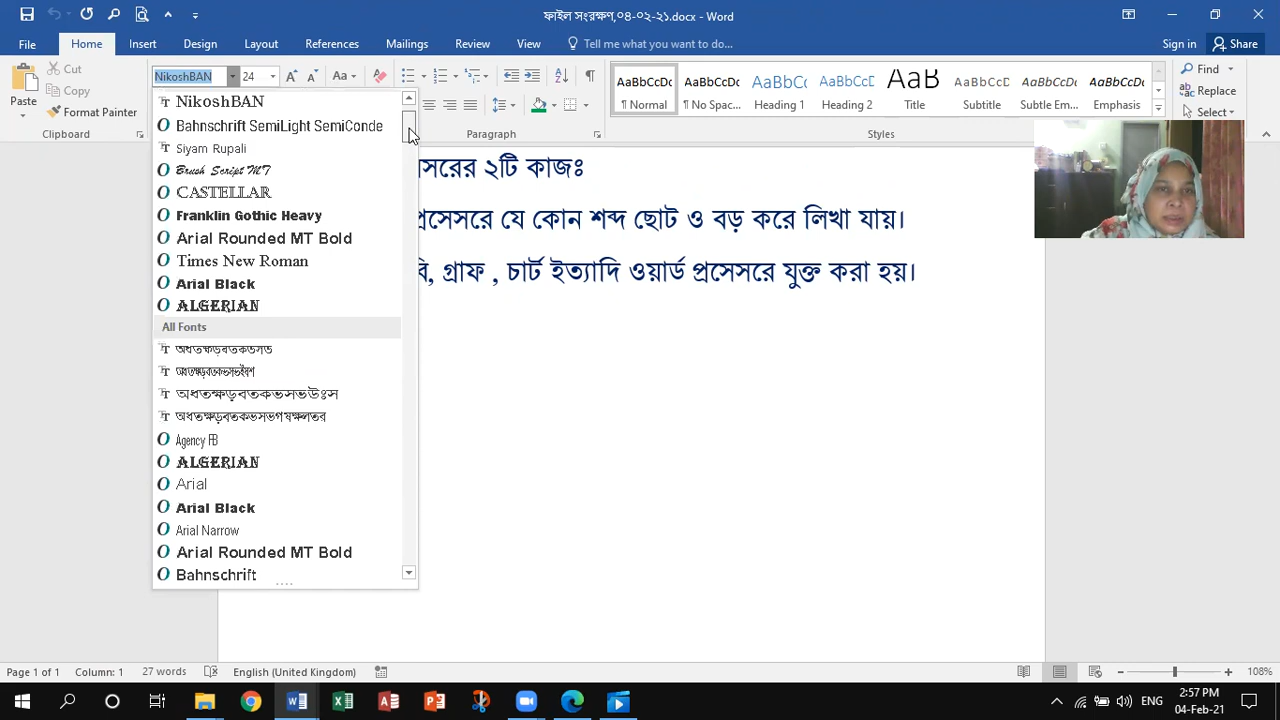 ফাইল সংরক্ষণ,০৪-০২-২১.docx - Word
File Home Insert Design Layout References Mailings Review View Tell me what you want to do... Sign in Share
Cut
Copy
Format Painter
Paste
Clipboard
NikoshBAN 24
Aa
Paragraph
AaBbCcDc
¶ Normal
AaBbCcDc
¶ No Spac...
AaBbCc
Heading 1
AaBbCcD
Heading 2
AaB
Title
AaBbCcD
Subtitle
AaBbCcDc
Subtle Em...
AaBbCcDc
Emphasis
Styles
Find
Replace
Select
NikoshBAN
Bahnschrift SemiLight SemiConde
Siyam Rupali
Brush Script MT
CASTELLAR
Franklin Gothic Heavy
Arial Rounded MT Bold
Times New Roman
Arial Black
ALGERIAN
All Fonts
Agency FB
ALGERIAN
Arial
Arial Black
Arial Narrow
Arial Rounded MT Bold
Bahnschrift
সেসরের ২টি কাজঃ
প্রসেসরে যে কোন শব্দ ছোট ও বড় করে লিখা যায়।
বি, গ্রাফ , চার্ট ইত্যাদি ওয়ার্ড প্রসেসরে যুক্ত করা হয়।
Page 1 of 1 Column: 1 27 words English (United Kingdom) 108%
ENG
2:57 PM
04-Feb-21